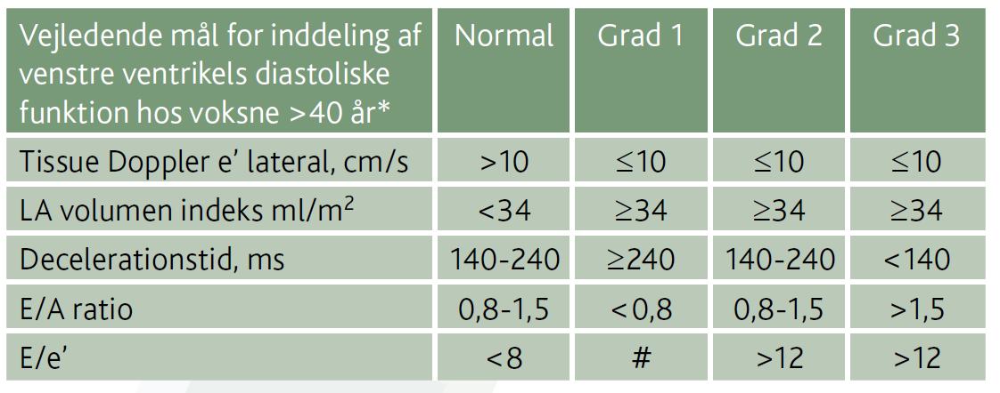 Vejledende mål for inddeling af venstre ventrikels diastoliske funktion hos voksne >40 år* Normal Grad 1 Grad 2 Grad 3
Tissue Doppler e’ lateral, cm/s >10 ≤10 ≤10 ≤10
LA volumen indeks ml/m² <34 ≥34 ≥34 ≥34
Decelerationstid, ms 140-240 ≥240 140-240 <140
E/A ratio 0,8-1,5 <0,8 0,8-1,5 >1,5
E/e’ <8 # >12 >12